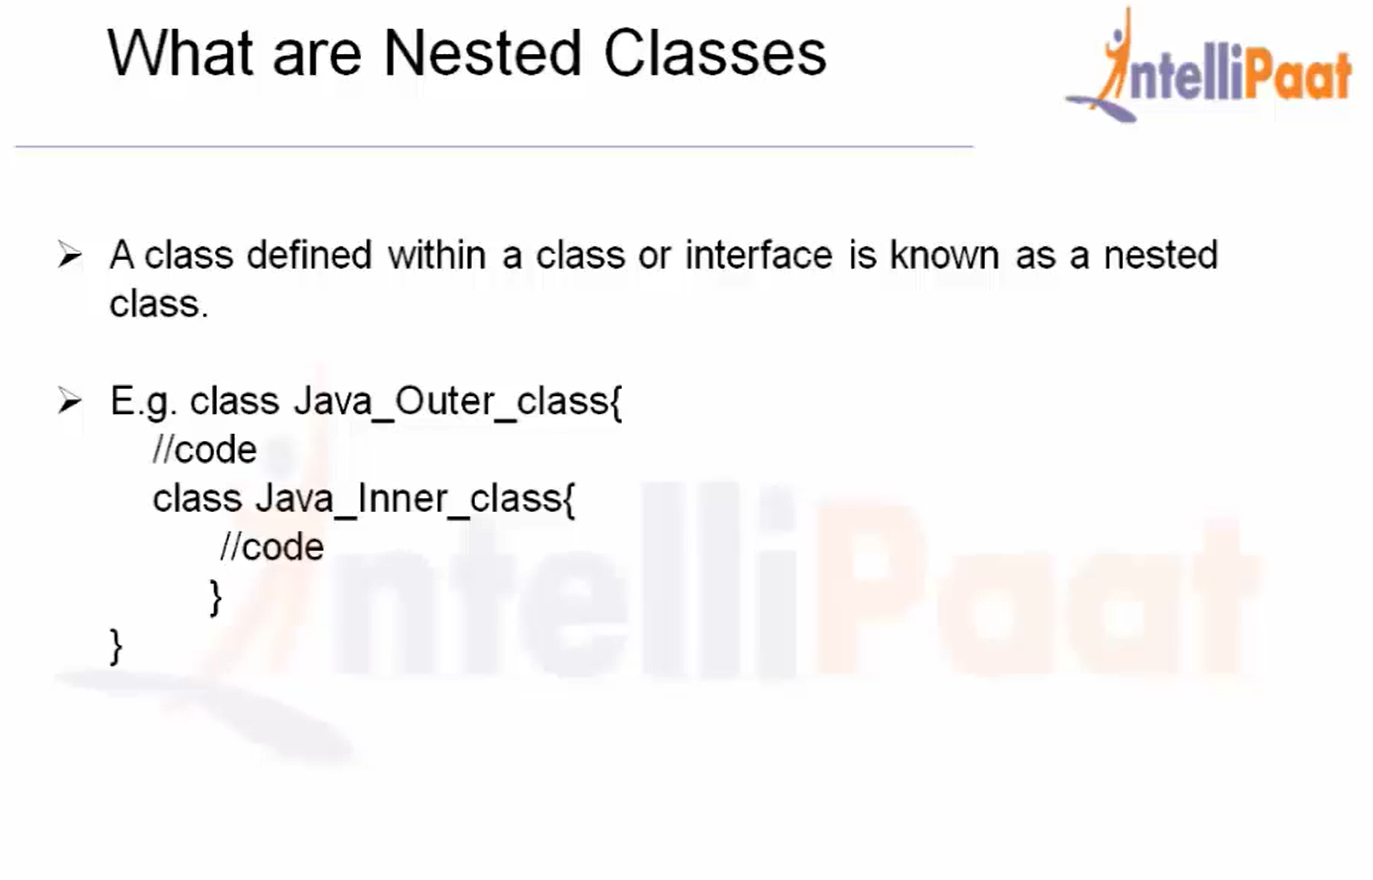 What are Nested Classes
IntelliPaat
A class defined within a class or interface is known as a nested
class.
E.g. class Java_Outer_class{
//code
class Java_Inner_class{
//code
}
}
IntelliPaat